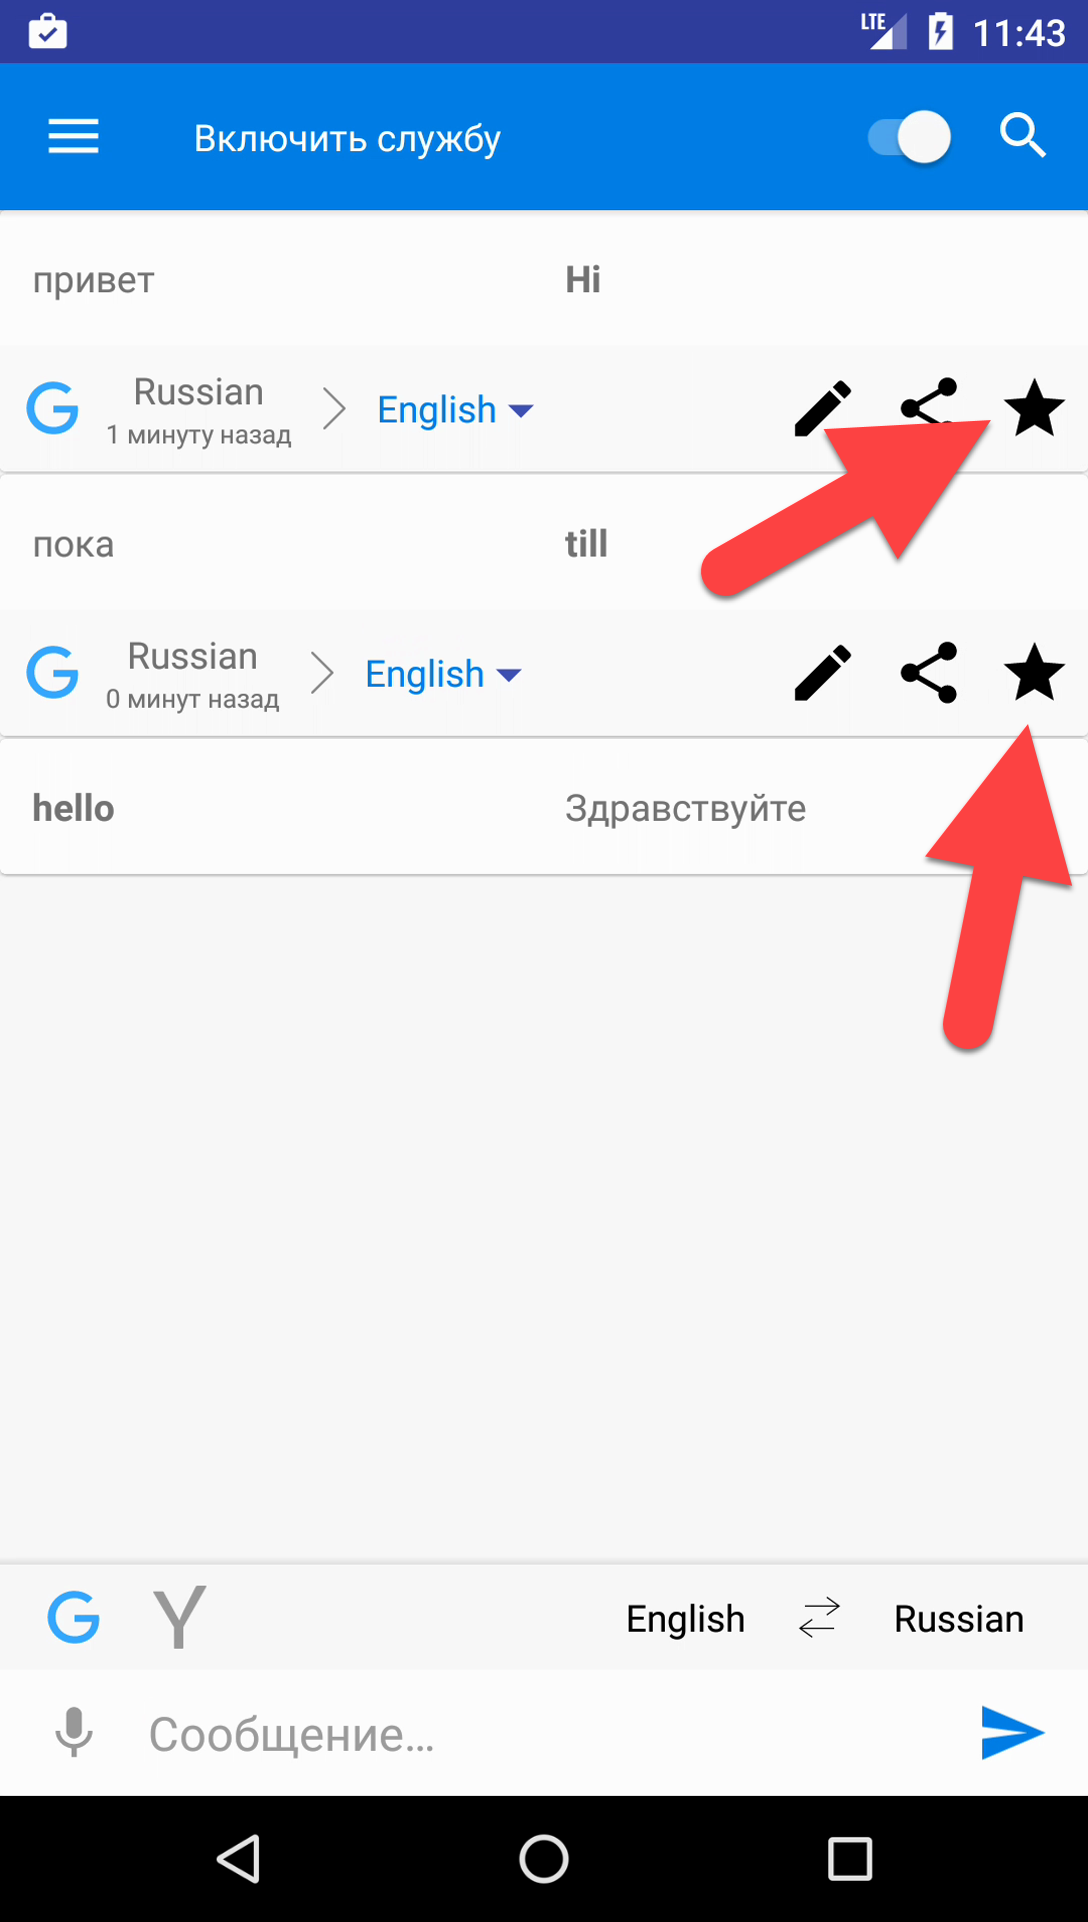 LTE 11:43
Включить службу
привет Hi
Russian English
1 минуту назад
пока till
Russian English
0 минут назад
hello Здравствуйте
G Y English Russian
Сообщение...